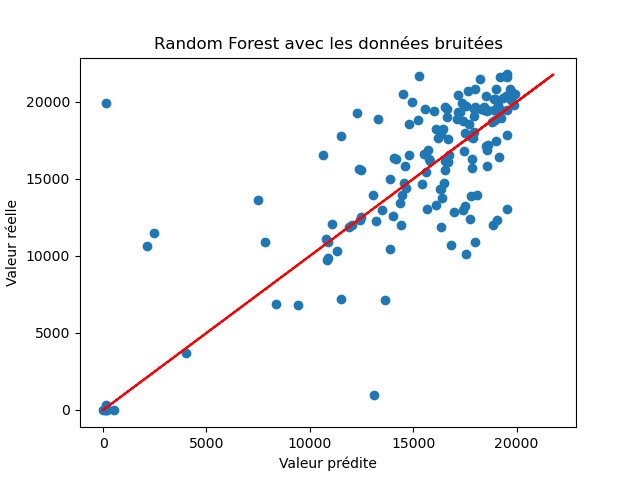 Random Forest avec les données bruitées
20000
15000
10000
5000
0
Valeur réelle
0 5000 10000 15000 20000
Valeur prédite